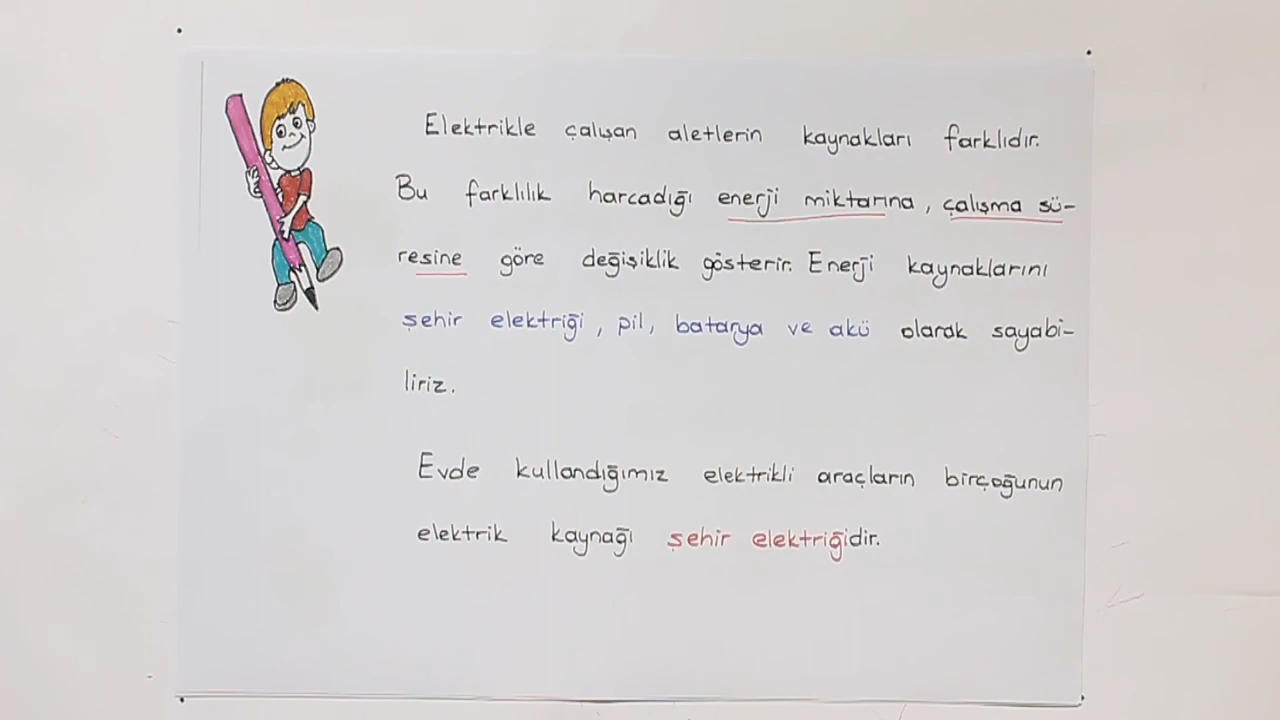 Elektrikle çalışan aletlerin kaynakları farklıdır.
Bu farklılık harcadığı enerji miktarına, çalışma sü-
resine göre değişiklik gösterir. Enerji kaynaklarını
şehir elektriği, pil, batarya ve akü olarak sayabi-
liriz.
Evde kullandığımız elektrikli araçların birçoğunun
elektrik kaynağı şehir elektriğidir.